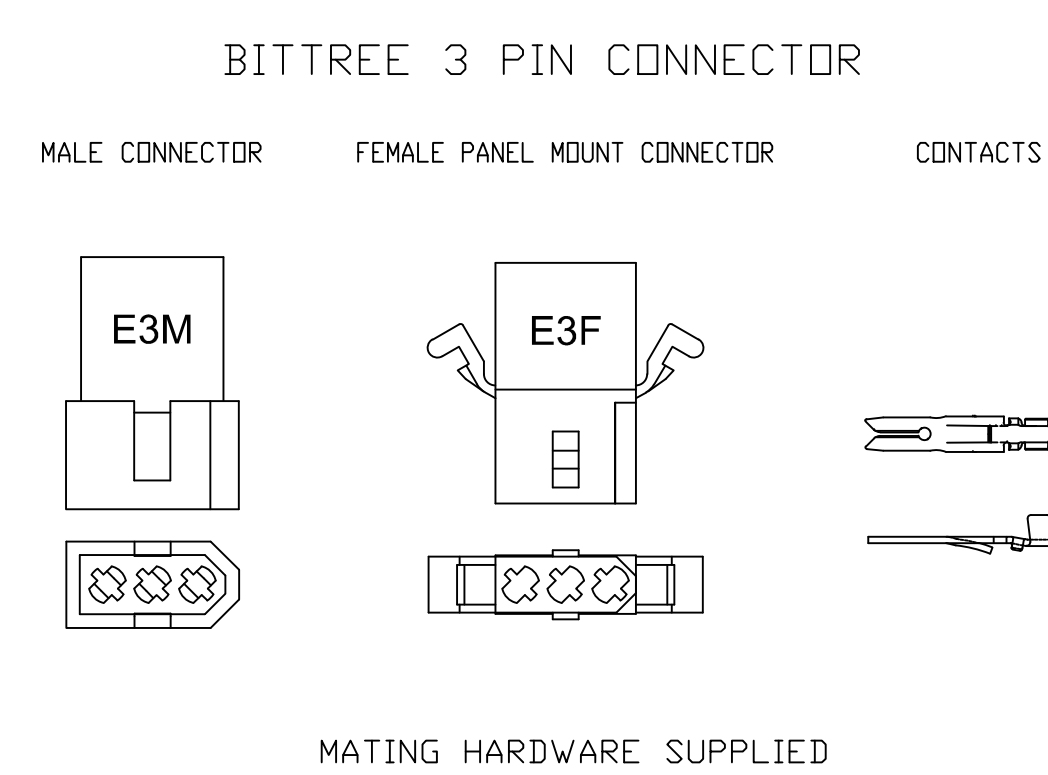 BITTREE 3 PIN CONNECTOR
MALE CONNECTOR
FEMALE PANEL MOUNT CONNECTOR
CONTACTS
E3M
E3F
MATING HARDWARE SUPPLIED